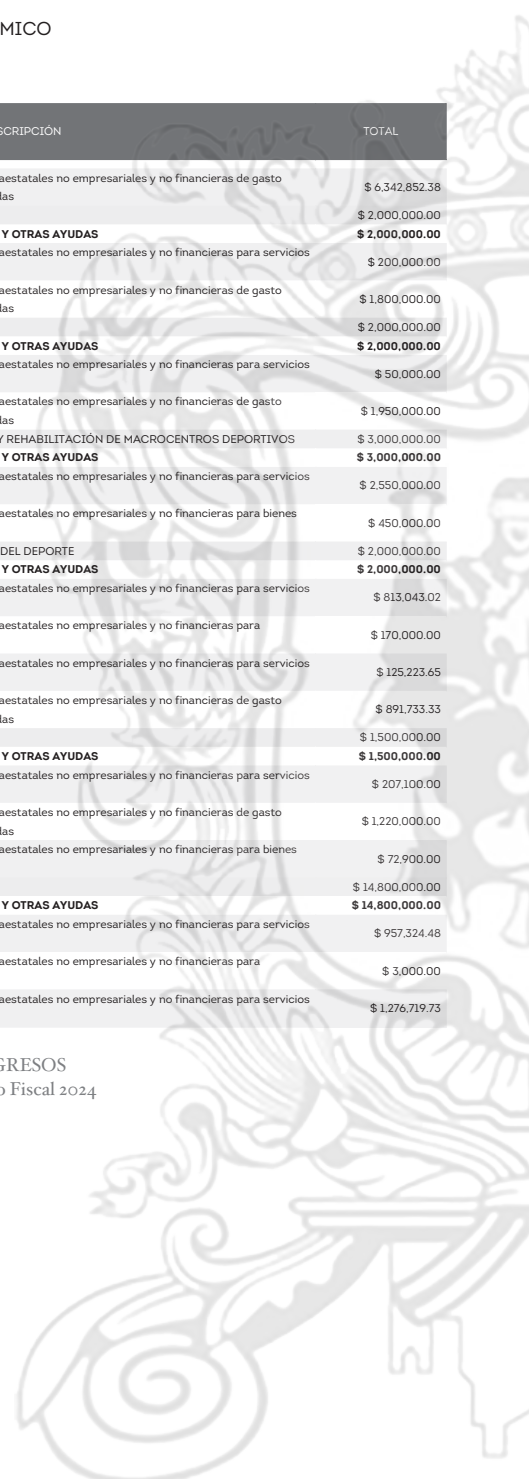 MICO
SCRIPCIÓN TOTAL
aestatales no empresariales y no financieras de gasto
das
$ 6,342,852.38
$ 2,000,000.00
Y OTRAS AYUDAS $ 2,000,000.00
aestatales no empresariales y no financieras para servicios
$ 200,000.00
aestatales no empresariales y no financieras de gasto
das
$ 1,800,000.00
$ 2,000,000.00
Y OTRAS AYUDAS $ 2,000,000.00
aestatales no empresariales y no financieras para servicios
$ 50,000.00
aestatales no empresariales y no financieras de gasto
das
$ 1,950,000.00
Y REHABILITACIÓN DE MACROCENTROS DEPORTIVOS $ 3,000,000.00
Y OTRAS AYUDAS $ 3,000,000.00
aestatales no empresariales y no financieras para servicios
$ 2,550,000.00
aestatales no empresariales y no financieras para bienes
$ 450,000.00
DEL DEPORTE $ 2,000,000.00
Y OTRAS AYUDAS $ 2,000,000.00
aestatales no empresariales y no financieras para servicios
$ 813,043.02
aestatales no empresariales y no financieras para
$ 170,000.00
aestatales no empresariales y no financieras para servicios
$ 125,223.65
aestatales no empresariales y no financieras de gasto
das
$ 891,733.33
$ 1,500,000.00
Y OTRAS AYUDAS $ 1,500,000.00
aestatales no empresariales y no financieras para servicios
$ 207,100.00
aestatales no empresariales y no financieras de gasto
das
$ 1,220,000.00
aestatales no empresariales y no financieras para bienes
$ 72,900.00
$ 14,800,000.00
Y OTRAS AYUDAS $ 14,800,000.00
aestatales no empresariales y no financieras para servicios
$ 957,324.48
aestatales no empresariales y no financieras para
$ 3,000.00
aestatales no empresariales y no financieras para servicios
$ 1,276,719.73
GRESOS
o Fiscal 2024